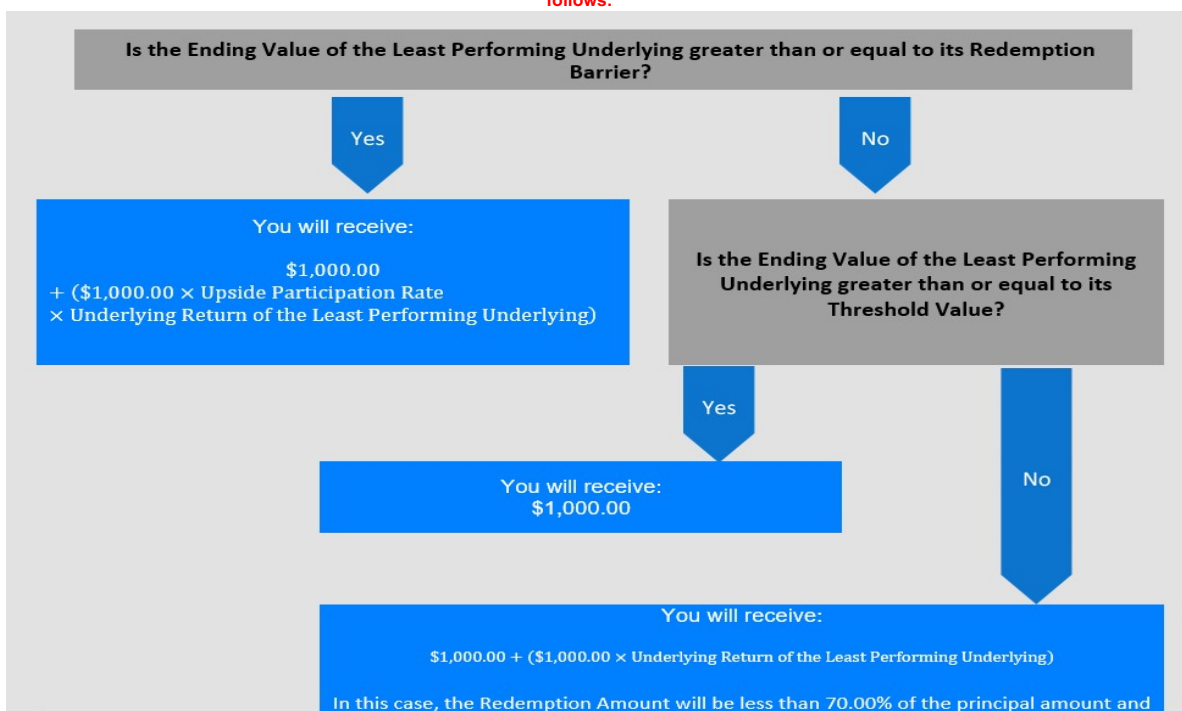 follows:
Is the Ending Value of the Least Performing Underlying greater than or equal to its Redemption
Barrier?
Yes
No
You will receive:
$1,000.00
+ ($1,000.00 × Upside Participation Rate
× Underlying Return of the Least Performing Underlying)
Is the Ending Value of the Least Performing
Underlying greater than or equal to its
Threshold Value?
Yes
No
You will receive:
$1,000.00
You will receive:
$1,000.00 + ($1,000.00 × Underlying Return of the Least Performing Underlying)
In this case, the Redemption Amount will be less than 70.00% of the principal amount and